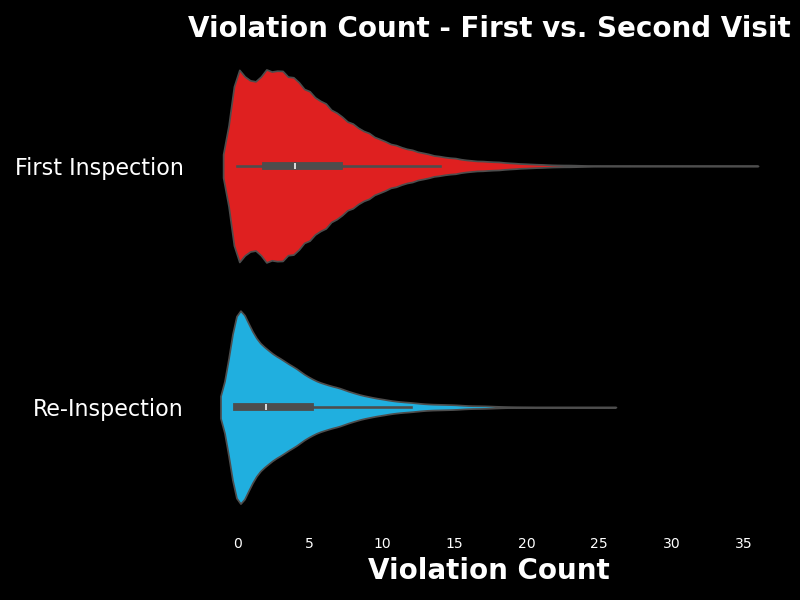 Violation Count - First vs. Second Visit
First Inspection
Re-Inspection
0 5 10 15 20 25 30 35
Violation Count